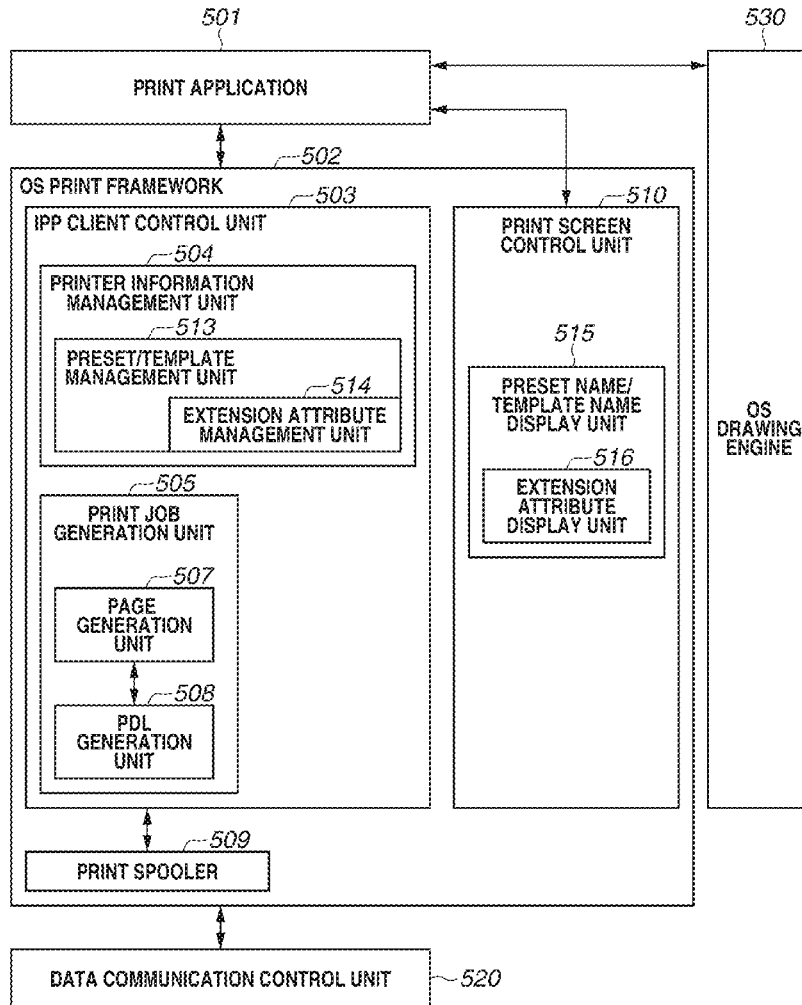 501
PRINT APPLICATION
530
OS
DRAWING
ENGINE
502
OS PRINT FRAMEWORK
503
IPP CLIENT CONTROL UNIT
504
PRINTER INFORMATION
MANAGEMENT UNIT
513
PRESET/TEMPLATE
MANAGEMENT UNIT
514
EXTENSION ATTRIBUTE
MANAGEMENT UNIT
505
PRINT JOB
GENERATION UNIT
507
PAGE
GENERATION
UNIT
508
PDL
GENERATION
UNIT
510
PRINT SCREEN
CONTROL UNIT
515
PRESET NAME/
TEMPLATE NAME
DISPLAY UNIT
516
EXTENSION
ATTRIBUTE
DISPLAY UNIT
509
PRINT SPOOLER
DATA COMMUNICATION CONTROL UNIT
520